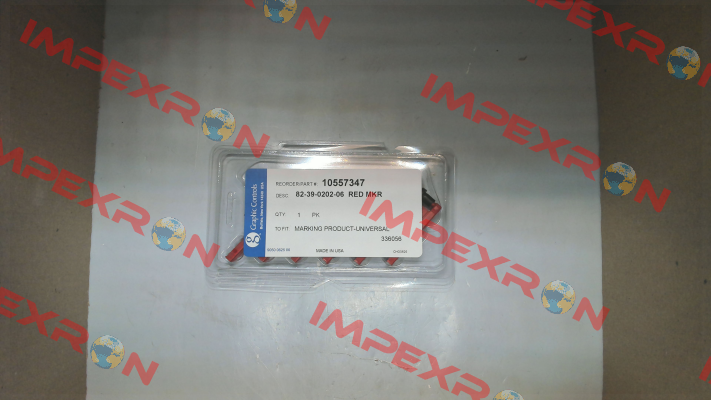 IMPEXRON
Graphic Controls
REORDER/PART #: 10557347
DESC: 82-39-0202-06 RED MKR
QTY 1 PK
TO FIT: MARKING PRODUCT-UNIVERSAL
336056
MADE IN USA
IMPEXRON
IMPEXRON
IMPEXRON
IMPEXRON
IMPEXRON
IMPEXRON
IMPEXRON